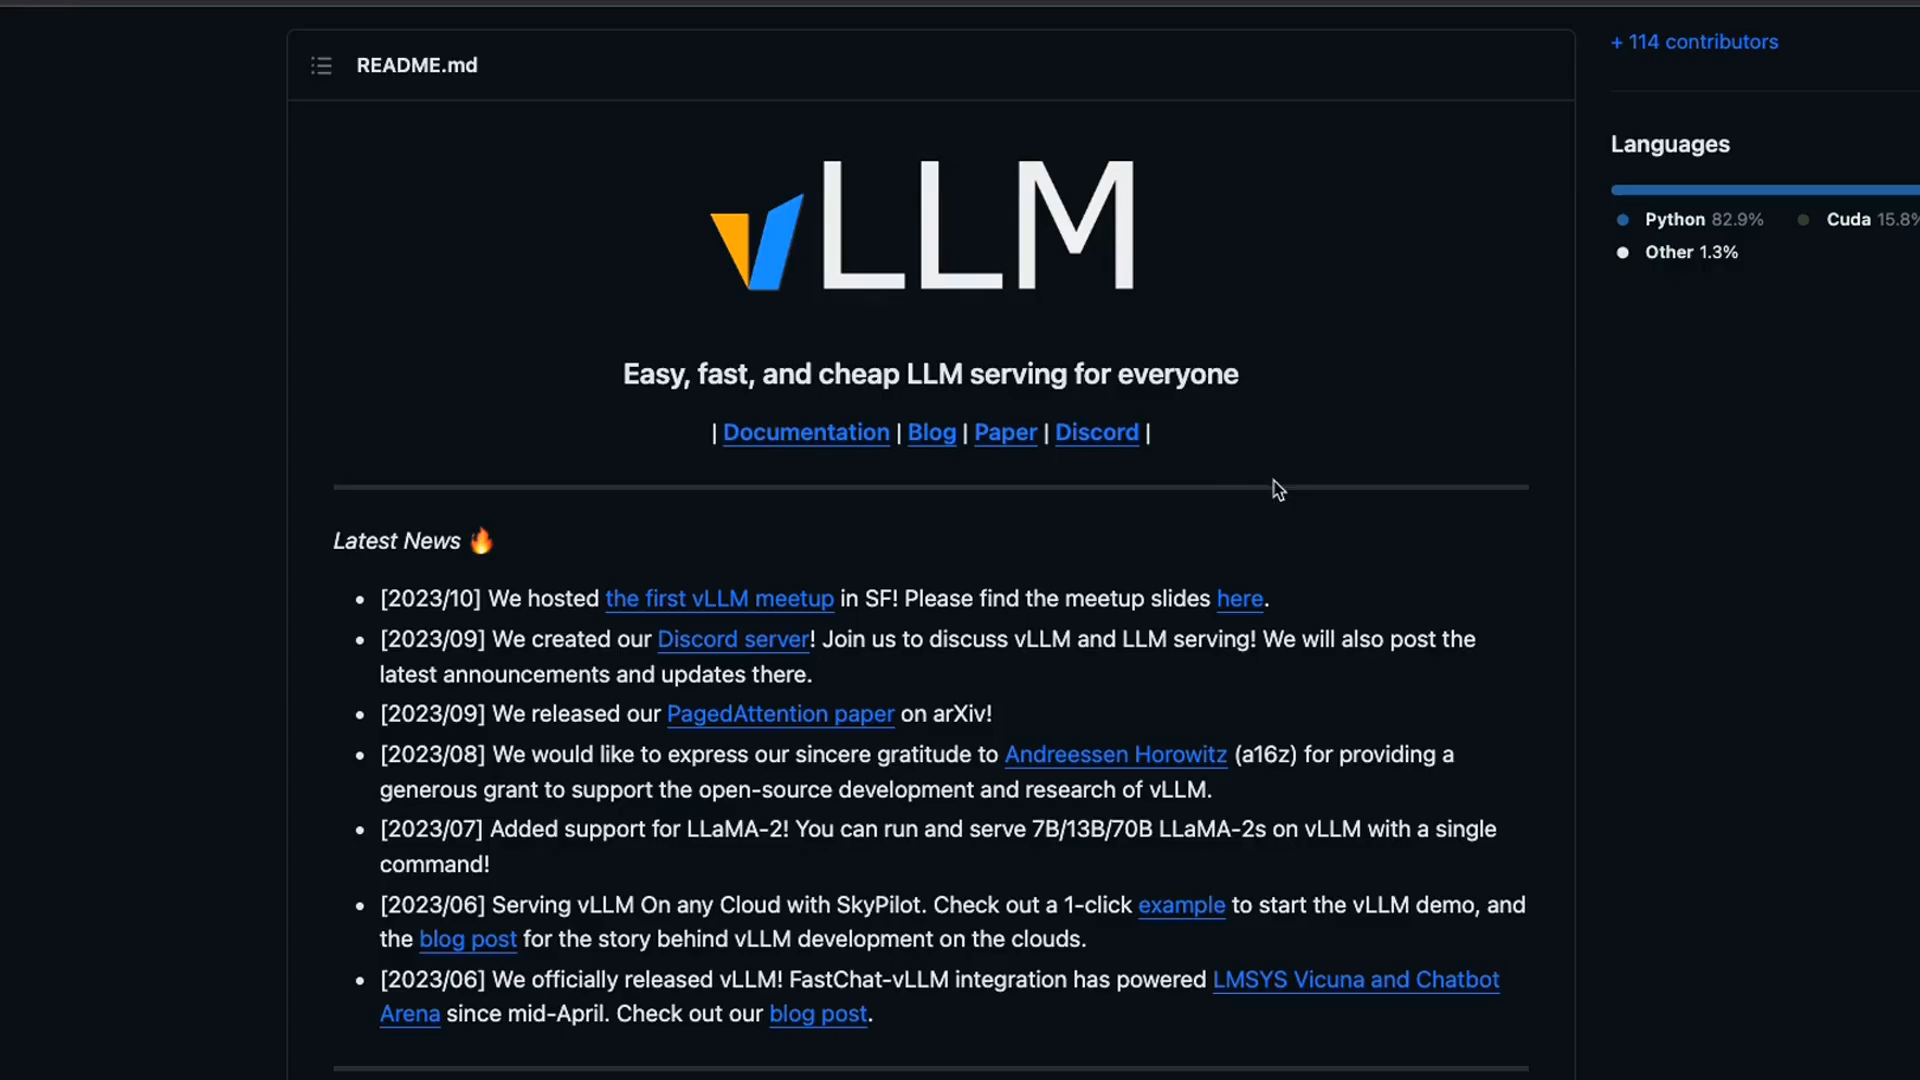 README.md
vLLM
Easy, fast, and cheap LLM serving for everyone
| Documentation | Blog | Paper | Discord |
Latest News 🔥
• [2023/10] We hosted the first vLLM meetup in SF! Please find the meetup slides here.
• [2023/09] We created our Discord server! Join us to discuss vLLM and LLM serving! We will also post the
latest announcements and updates there.
• [2023/09] We released our PagedAttention paper on arXiv!
• [2023/08] We would like to express our sincere gratitude to Andreessen Horowitz (a16z) for providing a
generous grant to support the open-source development and research of vLLM.
• [2023/07] Added support for LLaMA-2! You can run and serve 7B/13B/70B LLaMA-2s on vLLM with a single
command!
• [2023/06] Serving vLLM On any Cloud with SkyPilot. Check out a 1-click example to start the vLLM demo, and
the blog post for the story behind vLLM development on the clouds.
• [2023/06] We officially released vLLM! FastChat-vLLM integration has powered LMSYS Vicuna and Chatbot
Arena since mid-April. Check out our blog post.
+ 114 contributors
Languages
Python 82.9% Cuda 15.8%
Other 1.3%